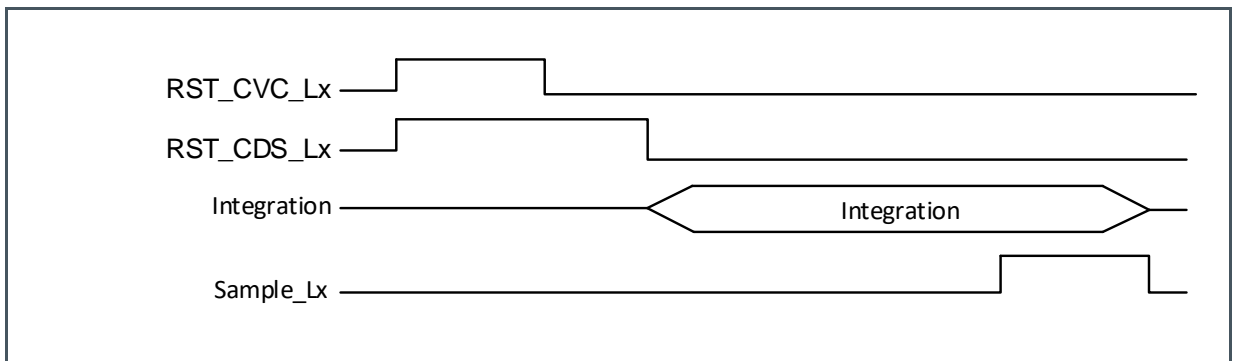 RST_CVC_Lx
RST_CDS_Lx
Integration Integration
Sample_Lx